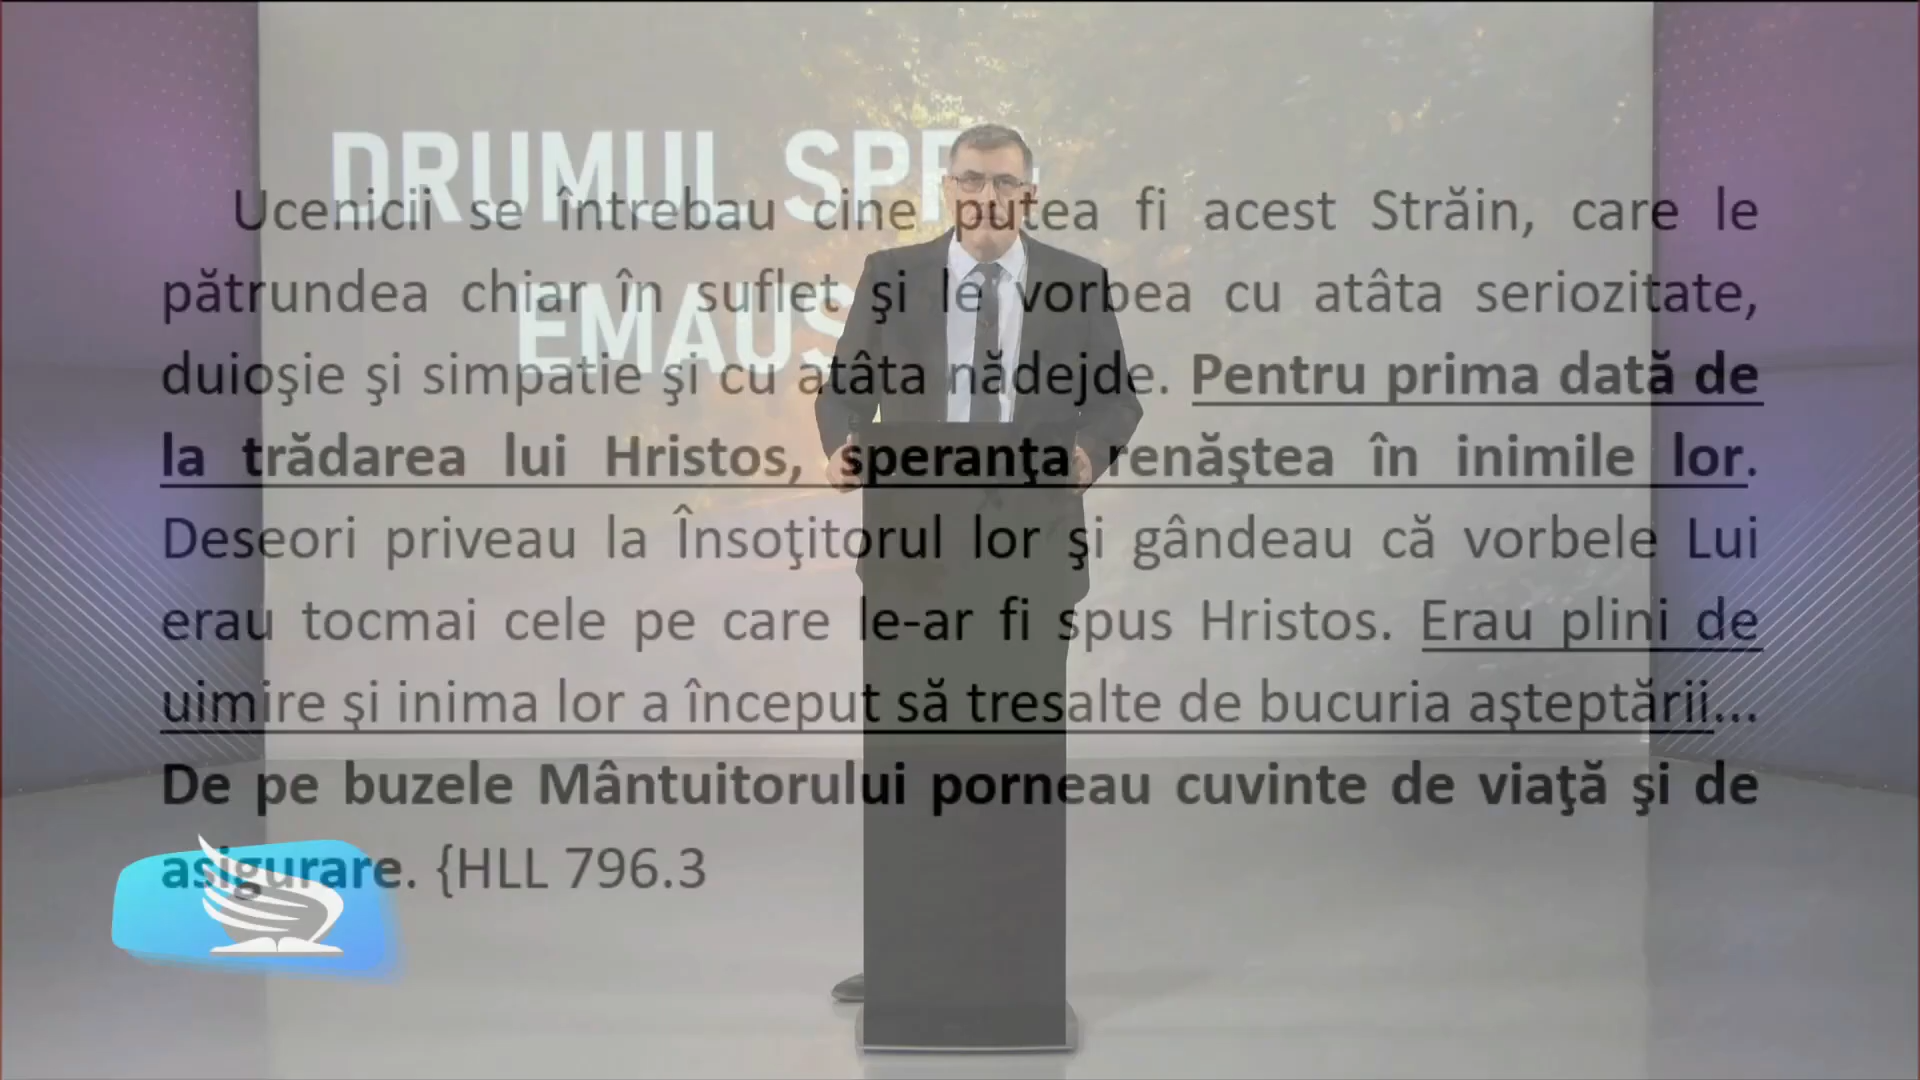 DRUMUL SPRE
EMAUS
Ucenicii se întrebau cine putea fi acest Străin, care le
pătrundea chiar în suflet şi le vorbea cu atâta seriozitate,
duioşie şi simpatie şi cu atâta nădejde. Pentru prima dată de
la trădarea lui Hristos, speranţa renăştea în inimile lor.
Deseori priveau la Însoţitorul lor şi gândeau că vorbele Lui
erau tocmai cele pe care le-ar fi spus Hristos. Erau plini de
uimire şi inima lor a început să tresalte de bucuria aşteptării...
De pe buzele Mântuitorului porneau cuvinte de viaţă şi de
asigurare. {HLL 796.3